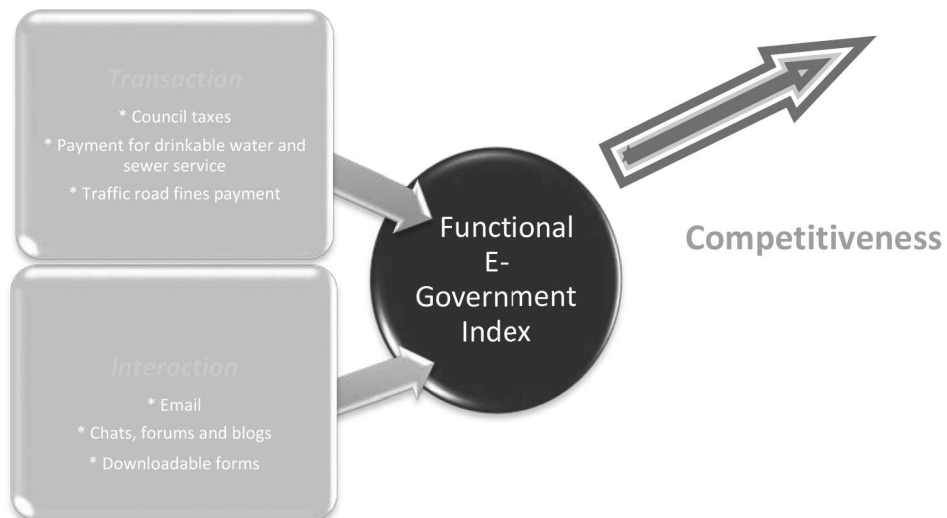 Transaction
* Council taxes
* Payment for drinkable water and
sewer service
* Traffic road fines payment
Interaction
* Email
* Chats, forums and blogs
* Downloadable forms
Functional
E-
Government
Index
Competitiveness